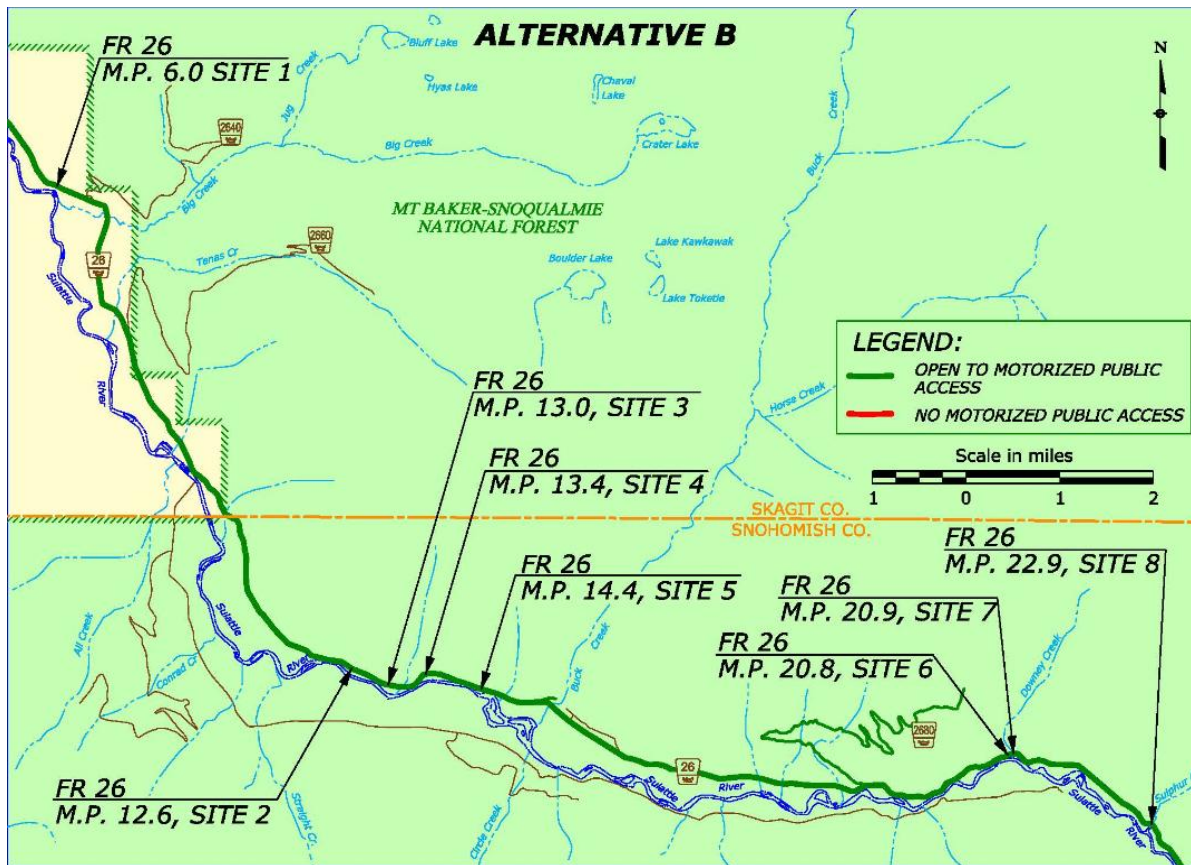 ALTERNATIVE B
FR 26
M.P. 6.0 SITE 1
Bluff Lake
Jug Creek
Hyas Lake
Chaval
Lake
Buck Creek
N
2640
Big Creek
Crater Lake
Big Creek
MT BAKER-SNOQUALMIE
NATIONAL FOREST
2660
Tenas Cr
Lake Kawkawak
Boulder Lake
Lake Toketie
26
Suiattle
River
LEGEND:
OPEN TO MOTORIZED PUBLIC
ACCESS
NO MOTORIZED PUBLIC ACCESS
Horse Creek
FR 26
M.P. 13.0, SITE 3
Scale in miles
1 0 1 2
FR 26
M.P. 13.4, SITE 4
SKAGIT CO.
SNOHOMISH CO.
FR 26
M.P. 14.4, SITE 5
FR 26
M.P. 22.9, SITE 8
FR 26
M.P. 20.9, SITE 7
FR 26
M.P. 20.8, SITE 6
All Creek
Conrad Cr
Suiattle
River
Buck Creek
Downey Creek
2680
26
Suiattle
River
Suiattle
River
Sulphur
FR 26
M.P. 12.6, SITE 2
Straight Cr
Circle Creek